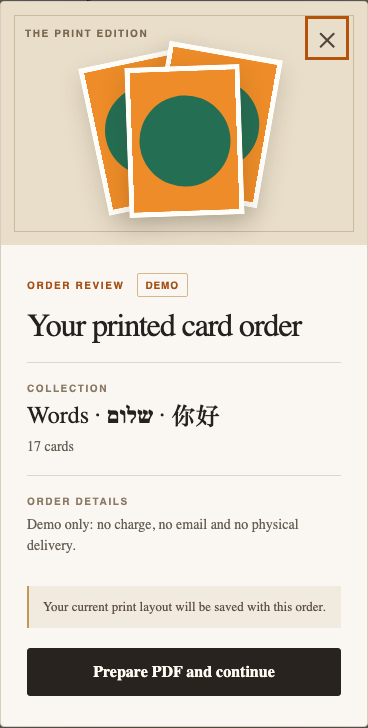 THE PRINT EDITION
ORDER REVIEW DEMO
Your printed card order
COLLECTION
Words · שלום · 你好
17 cards
ORDER DETAILS
Demo only: no charge, no email and no physical
delivery.
Your current print layout will be saved with this order.
Prepare PDF and continue